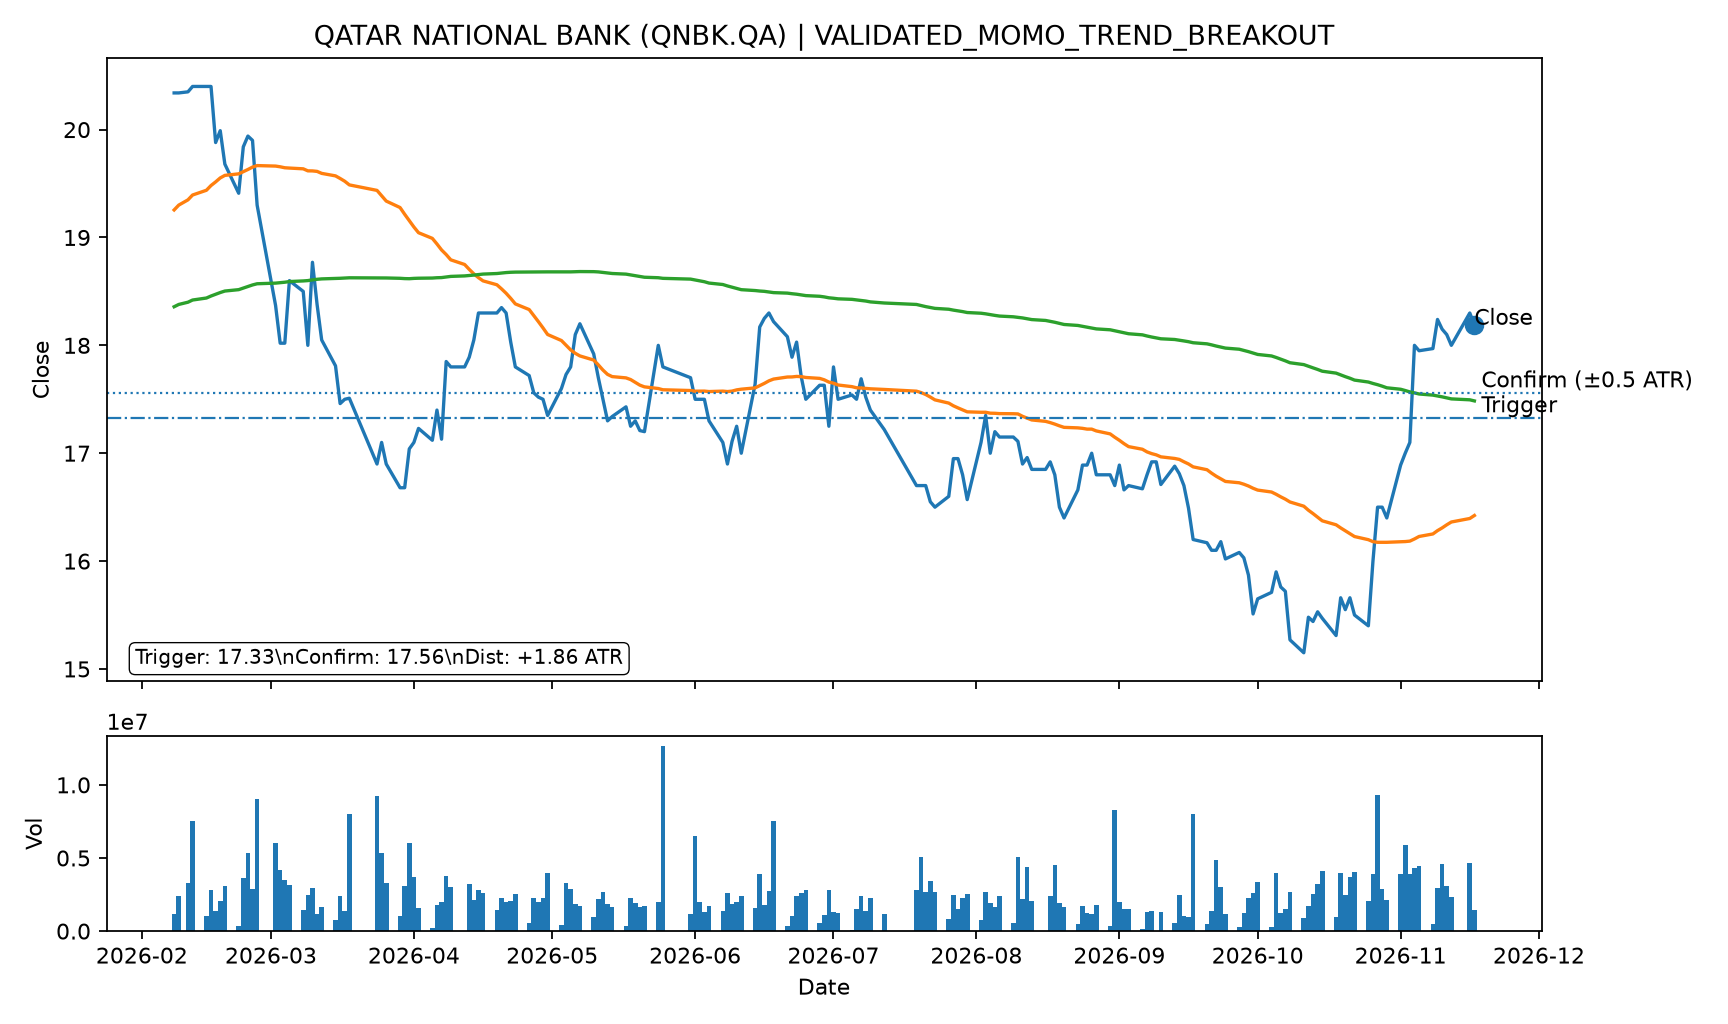 QATAR NATIONAL BANK (QNBK.QA) | VALIDATED_MOMO_TREND_BREAKOUT
Close
20
19
18
17
16
15
Close
Confirm (±0.5 ATR)
Trigger
Trigger: 17.33\nConfirm: 17.56\nDist: +1.86 ATR
1e7
Vol
1.0
0.5
0.0
2026-02
2026-03
2026-04
2026-05
2026-06
2026-07
2026-08
2026-09
2026-10
2026-11
2026-12
Date